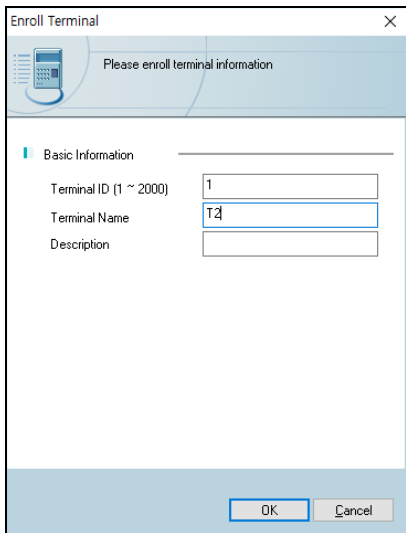 Enroll Terminal
Please enroll terminal information
Basic Information
Terminal ID (1 ~ 2000) 1
Terminal Name T2
Description
OK Cancel